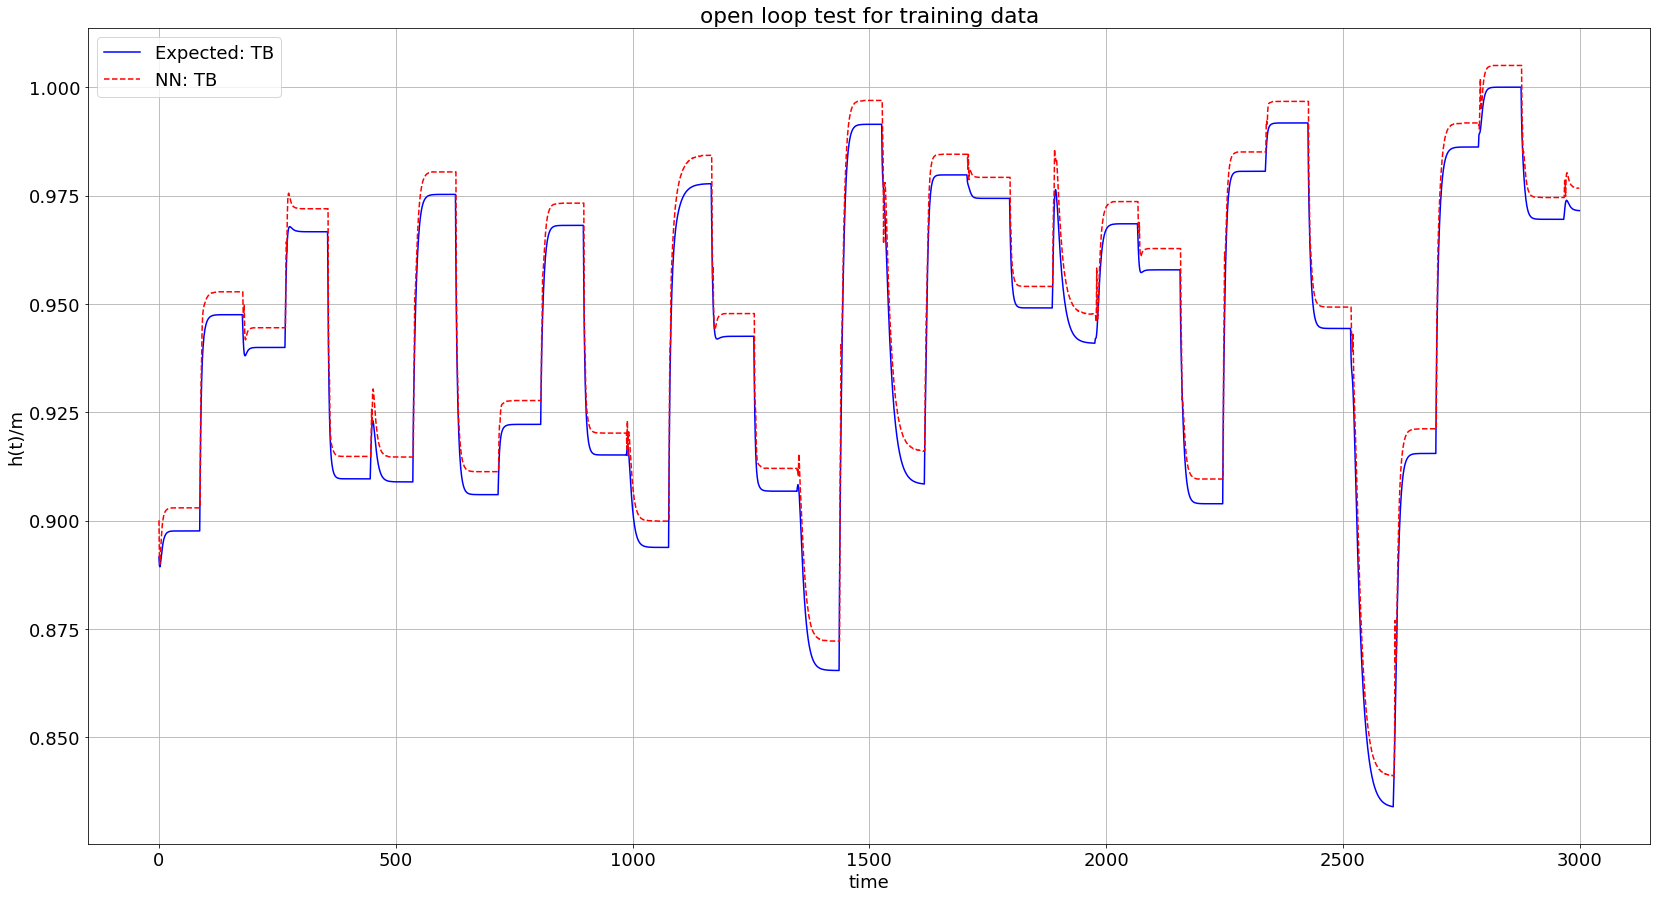 open loop test for training data
Expected: TB
NN: TB
1.000
0.975
0.950
0.925
0.900
0.875
0.850
h(t)/m
0 500 1000 1500 2000 2500 3000
time